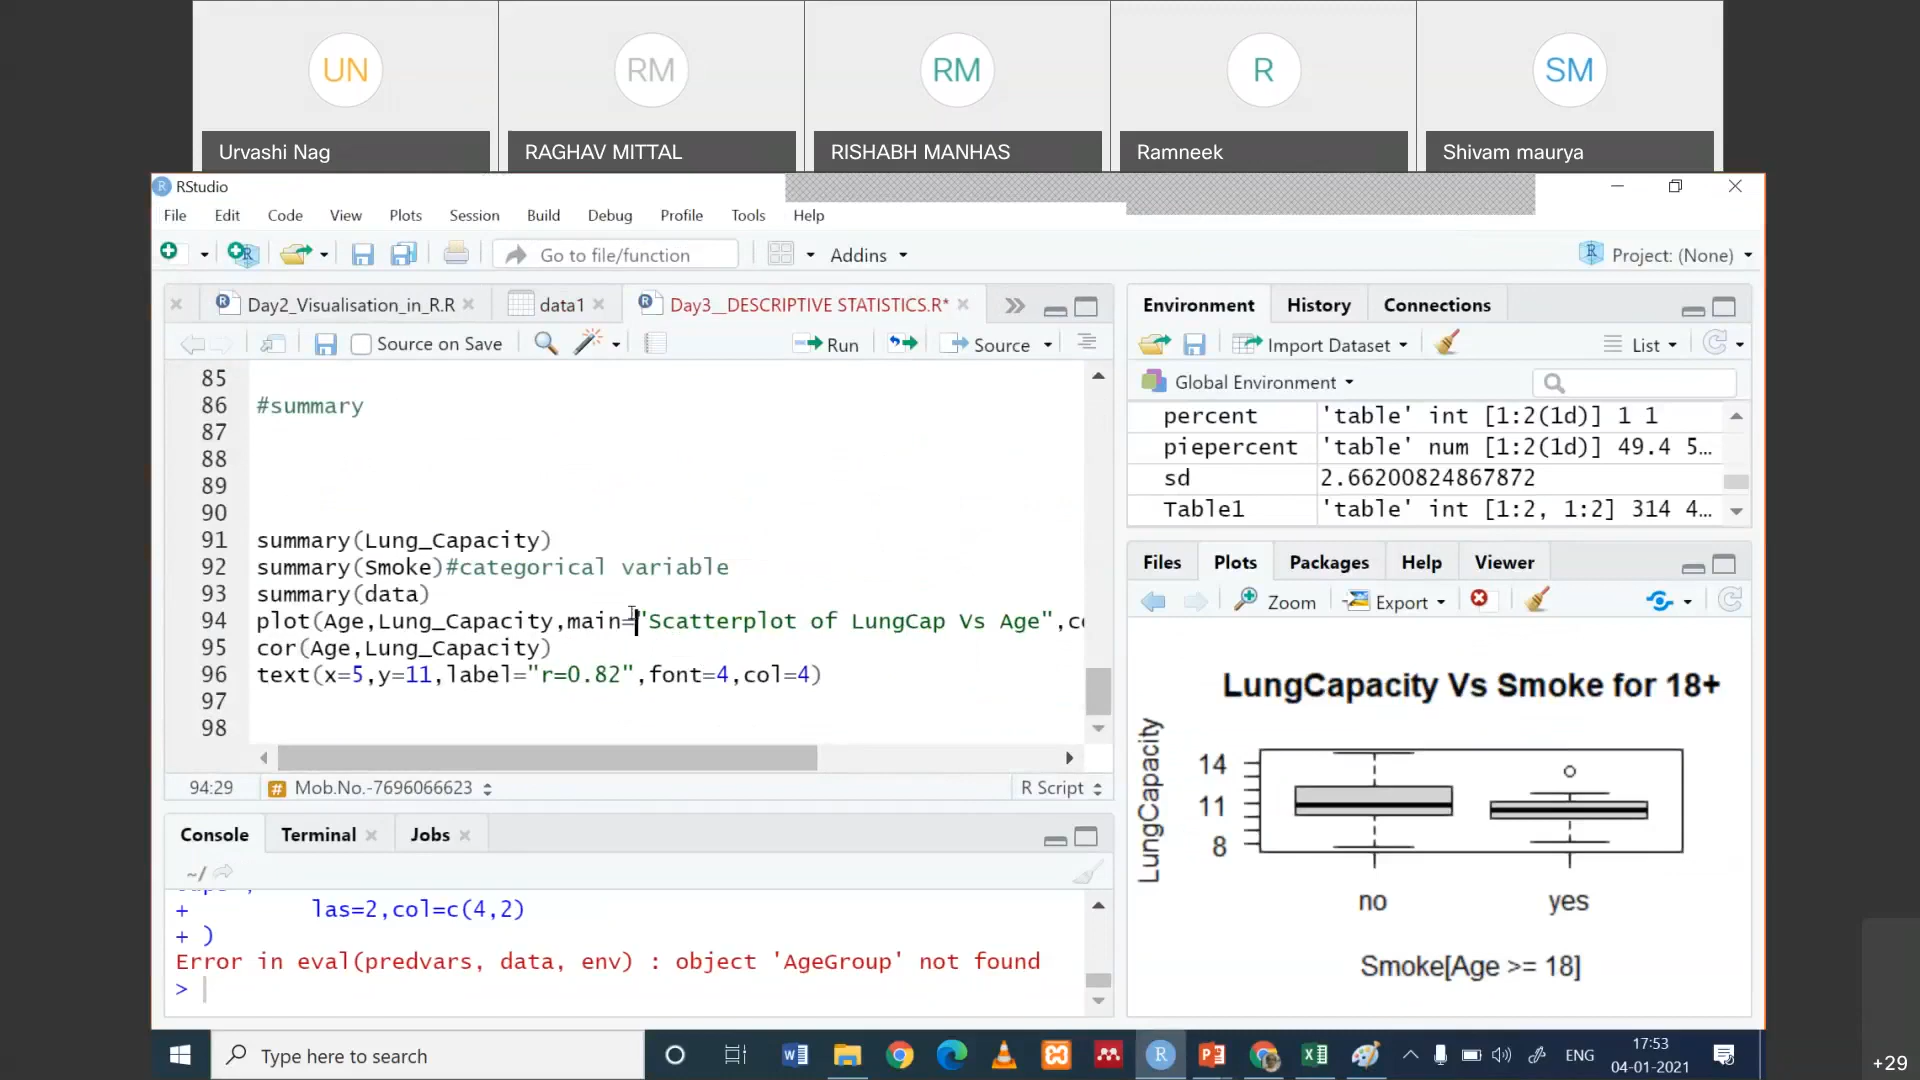 UN
RM
RM
R
SM
Urvashi Nag
RAGHAV MITTAL
RISHABH MANHAS
Ramneek
Shivam maurya
RStudio
File Edit Code View Plots Session Build Debug Profile Tools Help
Go to file/function
Addins
Project: (None)
Day2_Visualisation_in_R.R
data1
Day3__DESCRIPTIVE STATISTICS.R*
Source on Save
Run
Source
85
86 #summary
87
88
89
90
91 summary(Lung_Capacity)
92 summary(Smoke)#categorical variable
93 summary(data)
94 plot(Age,Lung_Capacity,main="Scatterplot of LungCap Vs Age",
95 cor(Age,Lung_Capacity)
96 text(x=5,y=11,label="r=0.82",font=4,col=4)
97
98
94:29
# Mob.No.-7696066623
R Script
Console Terminal Jobs
~/
+ las=2,col=c(4,2)
+ )
Error in eval(predvars, data, env) : object 'AgeGroup' not found
>
Environment History Connections
Import Dataset
List
Global Environment
percent 'table' int [1:2(1d)] 1 1
piepercent 'table' num [1:2(1d)] 49.4 5…
sd 2.66200824867872
Table1 'table' int [1:2, 1:2] 314 4…
Files Plots Packages Help Viewer
Zoom
Export
LungCapacity Vs Smoke for 18+
LungCapacity
14
11
8
no yes
Smoke[Age >= 18]
Type here to search
ENG
17:53
04-01-2021
+29